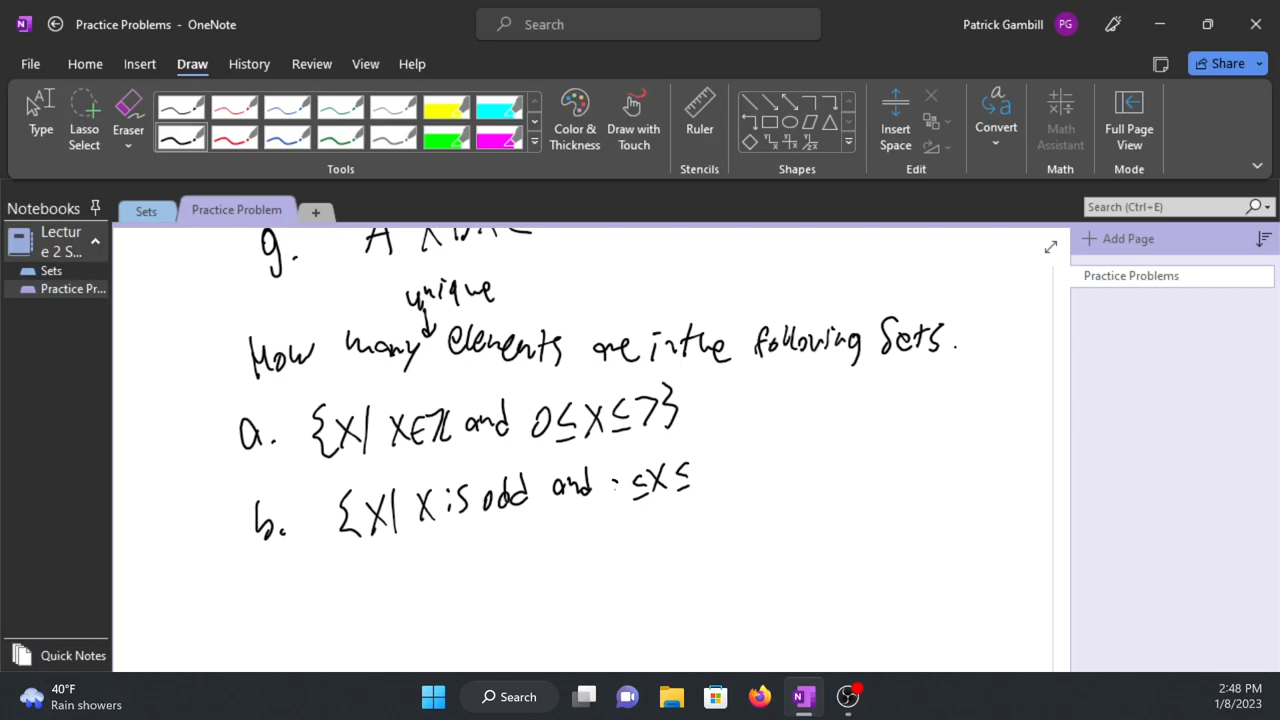 Practice Problems - OneNote
Search
Patrick Gambill
PG
File Home Insert Draw History Review View Help
Share
Type
Lasso Select
Eraser
Color & Thickness
Draw with Touch
Ruler
Insert Space
Convert
Math Assistant
Full Page View
Tools
Stencils
Shapes
Edit
Math
Mode
Notebooks
Sets
Practice Problem
Search (Ctrl+E)
Lectur
e 2 S...
Sets
Practice Pr...
Add Page
Practice Problems
g.
unique
How many elements are in the following sets.
a. {X| X∈ℤ and 0≤X≤7}
b. {X| X is odd and ≤X≤
Quick Notes
40°F
Rain showers
Search
2:48 PM
1/8/2023